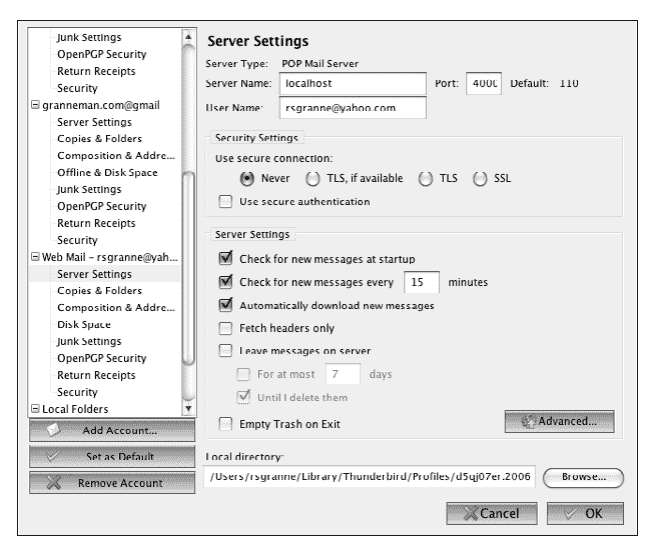 Junk Settings
OpenPGP Security
Return Receipts
Security
granneman.com@gmail
Server Settings
Copies & Folders
Composition & Addre...
Offline & Disk Space
Junk Settings
OpenPGP Security
Return Receipts
Security
Web Mail – rsgranne@yah...
Server Settings
Copies & Folders
Composition & Addre...
Disk Space
Junk Settings
OpenPGP Security
Return Receipts
Security
Local Folders
Add Account...
Set as Default
Remove Account
Server Settings
Server Type: POP Mail Server
Server Name: localhost Port: 4000 Default: 110
User Name: rsgranne@yahoo.com
Security Settings
Use secure connection:
Never TLS, if available TLS SSL
Use secure authentication
Server Settings
Check for new messages at startup
Check for new messages every 15 minutes
Automatically download new messages
Fetch headers only
Leave messages on server
For at most 7 days
Until I delete them
Empty Trash on Exit
Advanced...
Local directory:
/Users/rsgranne/Library/Thunderbird/Profiles/d5qj07er.2006 Browse...
Cancel OK